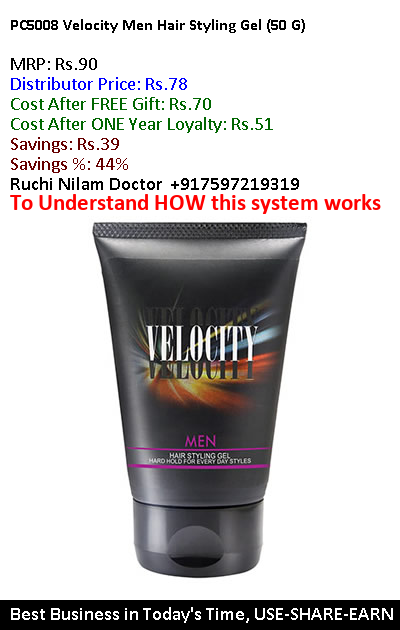 PC5008 Velocity Men Hair Styling Gel (50 G)
MRP: Rs.90
Distributor Price: Rs.78
Cost After FREE Gift: Rs.70
Cost After ONE Year Loyalty: Rs.51
Savings: Rs.39
Savings %: 44%
Ruchi Nilam Doctor +917597219319
To Understand HOW this system works
VELOCITY
MEN
HAIR STYLING GEL
HARD HOLD FOR EVERY DAY STYLES
Best Business in Today's Time, USE-SHARE-EARN